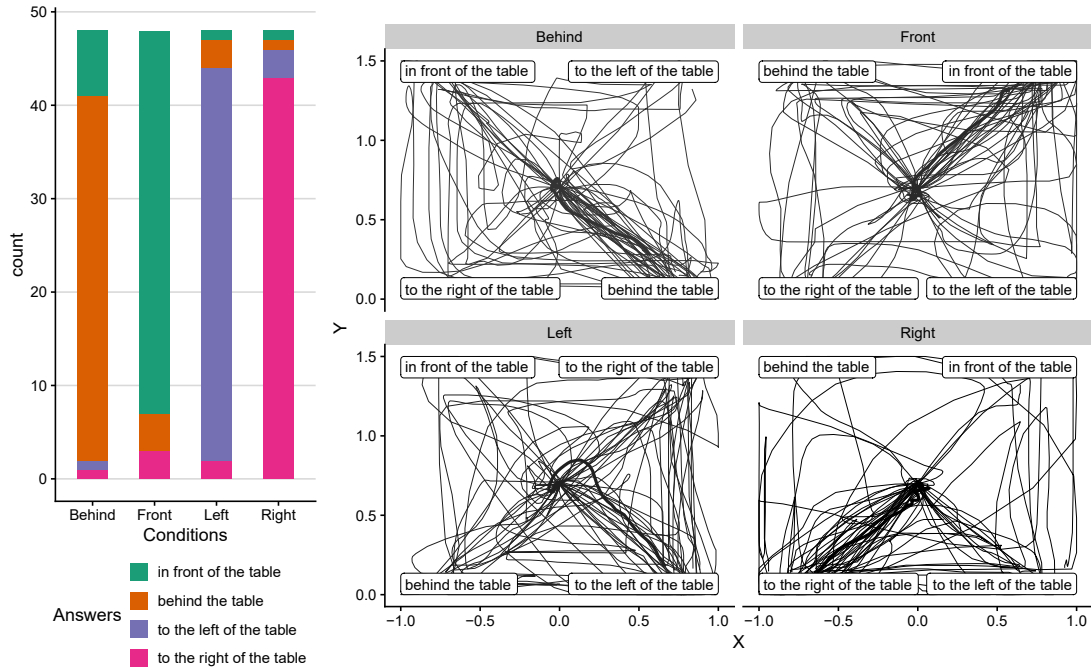 50
40
30
20
10
0
count
Behind
Front
Left
Right
Conditions
Answers
in front of the table
behind the table
to the left of the table
to the right of the table
Behind
Front
1.5
1.0
0.5
0.0
in front of the table
to the left of the table
to the right of the table
behind the table
behind the table
in front of the table
to the right of the table
to the left of the table
Y
Left
Right
1.5
1.0
0.5
0.0
in front of the table
to the right of the table
behind the table
to the left of the table
behind the table
in front of the table
to the right of the table
to the left of the table
−1.0
−0.5
0.0
0.5
1.0
−1.0
−0.5
0.0
0.5
1.0
X